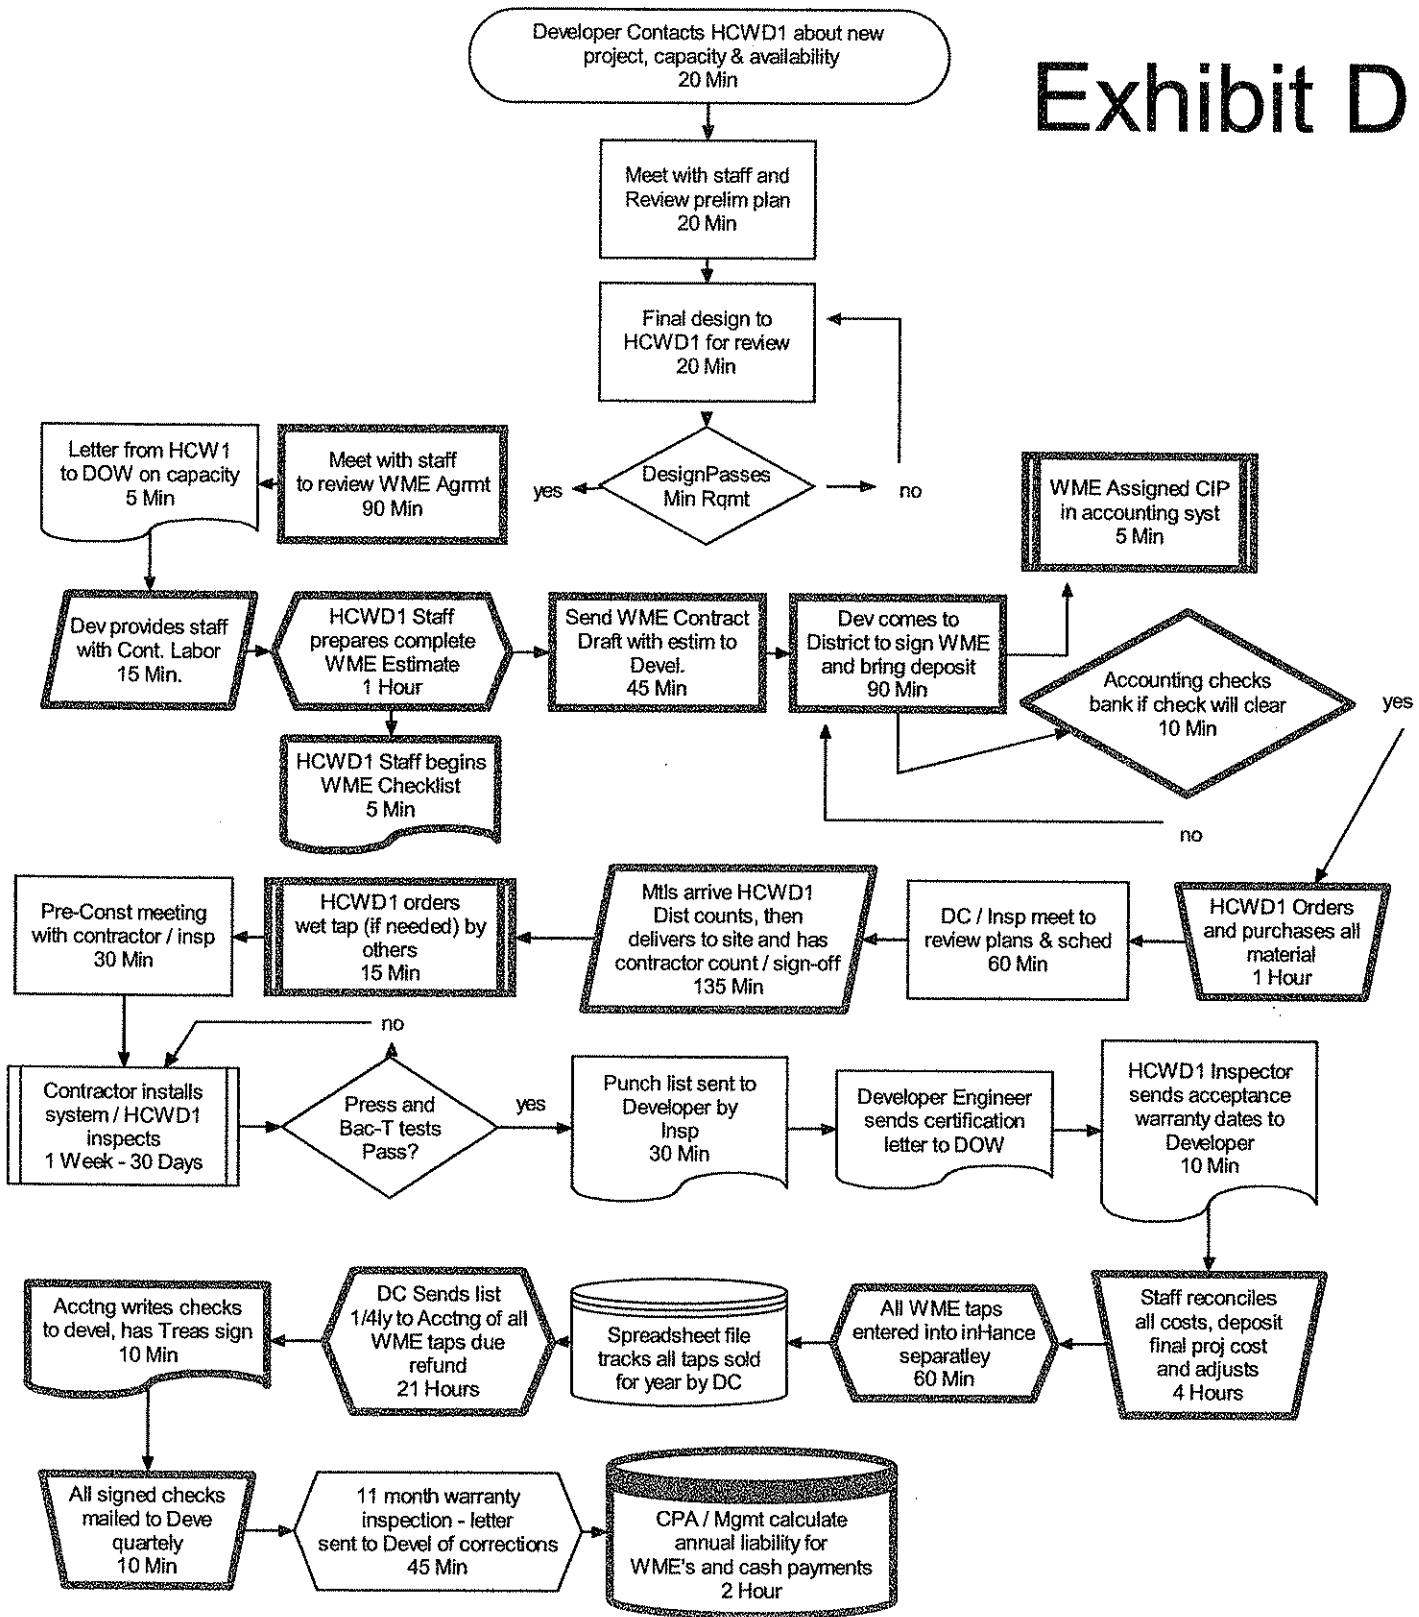 Developer Contacts HCWD1 about new
project, capacity & availability
20 Min
Exhibit D
Meet with staff and
Review prelim plan
20 Min
Final design to
HCWD1 for review
20 Min
Letter from HCW1
to DOW on capacity
5 Min
Meet with staff
to review WME Agrmt
90 Min
yes
DesignPasses
Min Rqmt
no
WME Assigned CIP
in accounting syst
5 Min
Dev provides staff
with Cont. Labor
15 Min.
HCWD1 Staff
prepares complete
WME Estimate
1 Hour
Send WME Contract
Draft with estim to
Devel.
45 Min
Dev comes to
District to sign WME
and bring deposit
90 Min
Accounting checks
bank if check will clear
10 Min
yes
HCWD1 Staff begins
WME Checklist
5 Min
no
Pre-Const meeting
with contractor / insp
30 Min
HCWD1 orders
wet tap (if needed) by
others
15 Min
Mtls arrive HCWD1
Dist counts, then
delivers to site and has
contractor count / sign-off
135 Min
DC / Insp meet to
review plans & sched
60 Min
HCWD1 Orders
and purchases all
material
1 Hour
no
Contractor installs
system / HCWD1
inspects
1 Week - 30 Days
Press and
Bac-T tests
Pass?
yes
Punch list sent to
Developer by
Insp
30 Min
Developer Engineer
sends certification
letter to DOW
HCWD1 Inspector
sends acceptance
warranty dates to
Developer
10 Min
Acctng writes checks
to devel, has Treas sign
10 Min
DC Sends list
1/4ly to Acctng of all
WME taps due
refund
21 Hours
Spreadsheet file
tracks all taps sold
for year by DC
All WME taps
entered into inHance
separatley
60 Min
Staff reconciles
all costs, deposit
final proj cost
and adjusts
4 Hours
All signed checks
mailed to Deve
quartely
10 Min
11 month warranty
inspection - letter
sent to Devel of corrections
45 Min
CPA / Mgmt calculate
annual liability for
WME's and cash payments
2 Hour